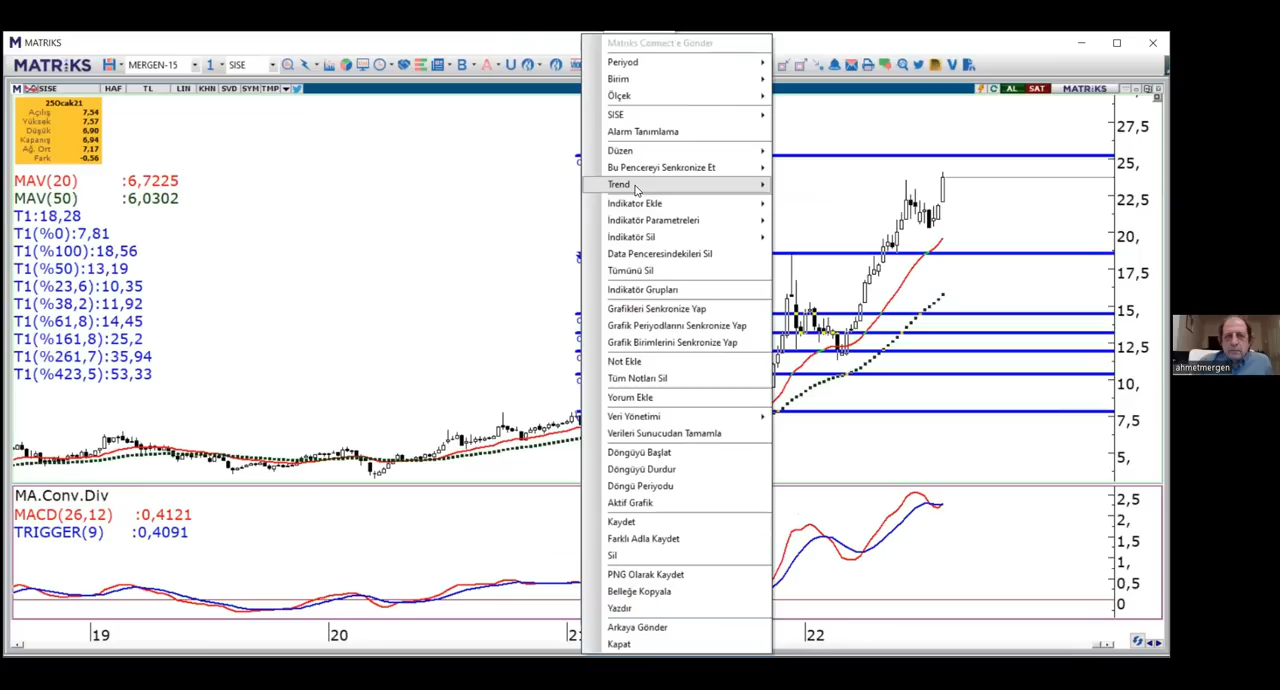 MATRIKS
MATRiKS MERGEN-15 1 SISE
SISE HAF TL LIN KHN SVD SYM TMP AL SAT MATRiKS
25Ocak21
Açılış 7,54
Yüksek 7,57
Düşük 6,90
Kapanış 6,94
Ağ. Ort 7,17
Fark -0,56
MAV(20) :6,7225
MAV(50) :6,0302
T1:18,28
T1(%0):7,81
T1(%100):18,56
T1(%50):13,19
T1(%23,6):10,35
T1(%38,2):11,92
T1(%61,8):14,45
T1(%161,8):25,2
T1(%261,7):35,94
T1(%423,5):53,33
Matriks Connect'e Gönder
Periyod
Birim
Ölçek
SISE
Alarm Tanımlama
Düzen
Bu Pencereyi Senkronize Et
Trend
İndikatör Ekle
İndikatör Parametreleri
İndikatör Sil
Data Penceresindekileri Sil
Tümünü Sil
İndikatör Grupları
Grafikleri Senkronize Yap
Grafik Periyodlarını Senkronize Yap
Grafik Birimlerini Senkronize Yap
Not Ekle
Tüm Notları Sil
Yorum Ekle
Veri Yönetimi
Verileri Sunucudan Tamamla
Döngüyü Başlat
Döngüyü Durdur
Döngü Periyodu
Aktif Grafik
Kaydet
Farklı Adla Kaydet
Sil
PNG Olarak Kaydet
Belleğe Kopyala
Yazdır
Arkaya Gönder
Kapat
27,5
25,
22,5
20,
17,5
15,
12,5
10,
7,5
5,
MA.Conv.Div
MACD(26,12) :0,4121
TRIGGER(9) :0,4091
2,5
2,
1,5
1,
0,5
0
19 20 21 22
ahmetmergen